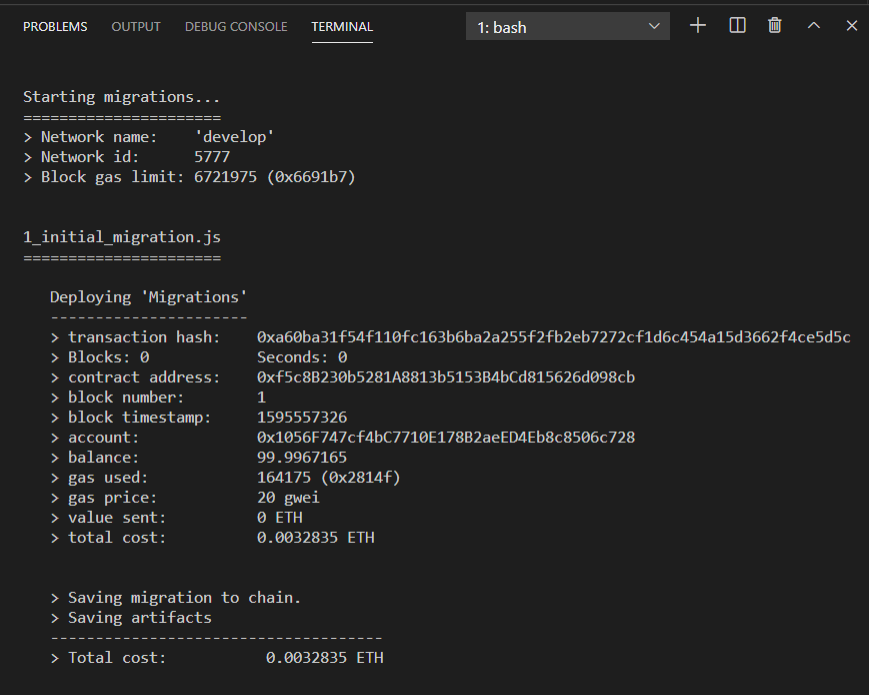 PROBLEMS OUTPUT DEBUG CONSOLE TERMINAL 1: bash
Starting migrations...
======================
> Network name:    'develop'
> Network id:      5777
> Block gas limit: 6721975 (0x6691b7)
1_initial_migration.js
======================
Deploying 'Migrations'
----------------------
> transaction hash:    0xa60ba31f54f110fc163b6ba2a255f2fb2eb7272cf1d6c454a15d3662f4ce5d5c
> Blocks: 0            Seconds: 0
> contract address:    0xf5c8B230b5281A8813b5153B4bCd815626d098cb
> block number:        1
> block timestamp:     1595557326
> account:             0x1056F747cf4bC7710E178B2aeED4Eb8c8506c728
> balance:             99.9967165
> gas used:            164175 (0x2814f)
> gas price:           20 gwei
> value sent:          0 ETH
> total cost:          0.0032835 ETH
> Saving migration to chain.
> Saving artifacts
-------------------------------------
> Total cost:           0.0032835 ETH